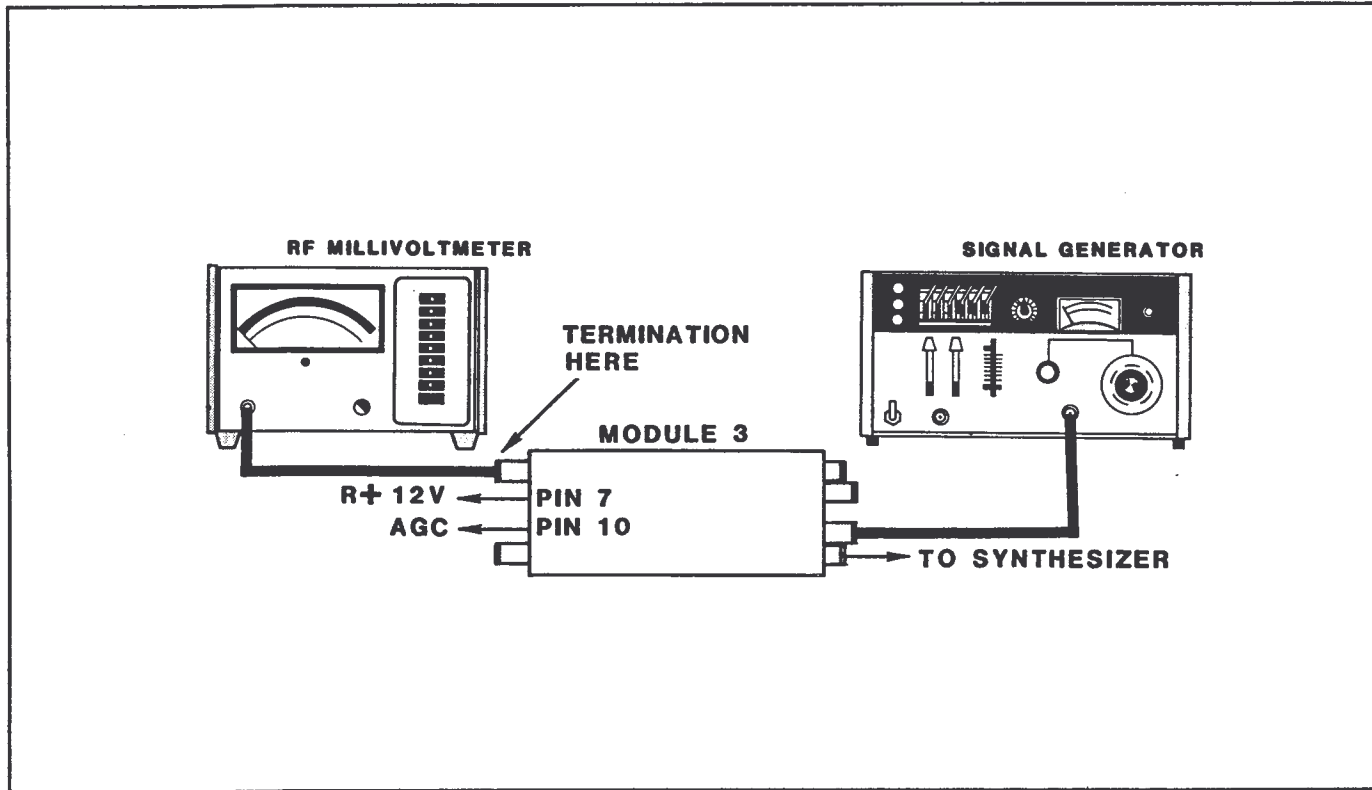 RF MILLIVOLTMETER
SIGNAL GENERATOR
TERMINATION
HERE
MODULE 3
R+ 12V
PIN 7
AGC
PIN 10
TO SYNTHESIZER